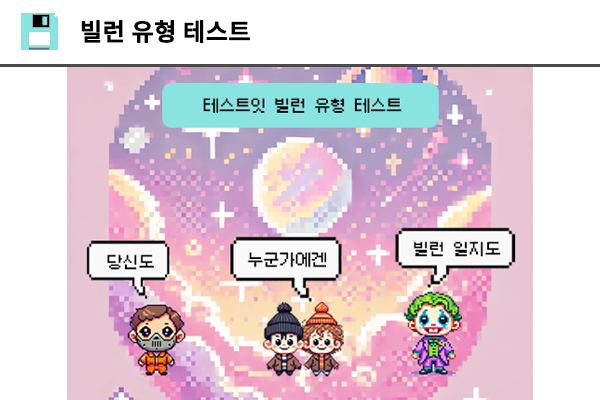 빌런 유형 테스트
테스트잇 빌런 유형 테스트
당신도
누군가에겐
빌런 일지도